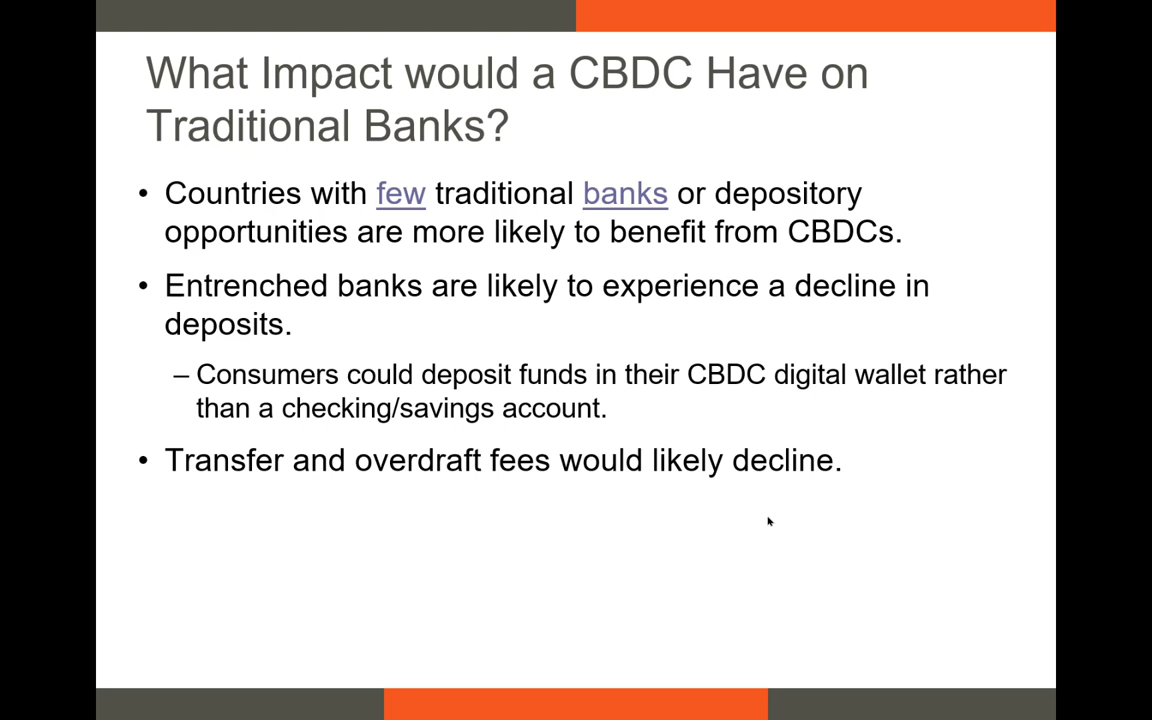 What Impact would a CBDC Have on
Traditional Banks?
• Countries with few traditional banks or depository
opportunities are more likely to benefit from CBDCs.
• Entrenched banks are likely to experience a decline in
deposits.
– Consumers could deposit funds in their CBDC digital wallet rather
than a checking/savings account.
• Transfer and overdraft fees would likely decline.